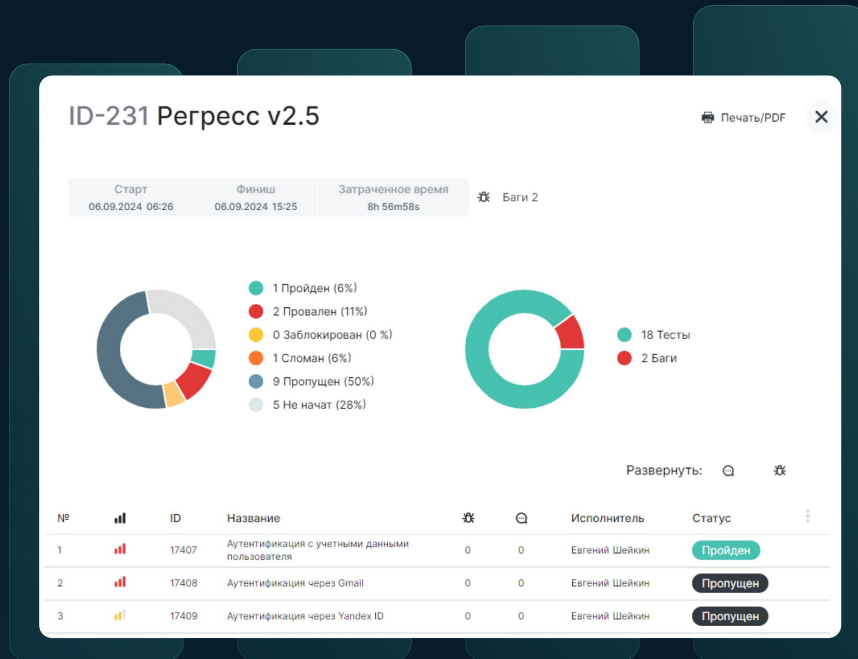 ID-231 Регресс v2.5
Печать/PDF
Старт
06.09.2024 06:26
Финиш
06.09.2024 15:25
Затраченное время
8h 56m58s
Баги 2
1 Пройден (6%)
2 Провален (11%)
0 Заблокирован (0 %)
1 Сломан (6%)
9 Пропущен (50%)
5 Не начат (28%)
18 Тесты
2 Баги
Развернуть:
№ ID Название Исполнитель Статус
1 17407 Аутентификация с учетными данными
пользователя 0 0 Евгений Шейкин Пройден
2 17408 Аутентификация через Gmail 0 0 Евгений Шейкин Пропущен
3 17409 Аутентификация через Yandex ID 0 0 Евгений Шейкин Пропущен